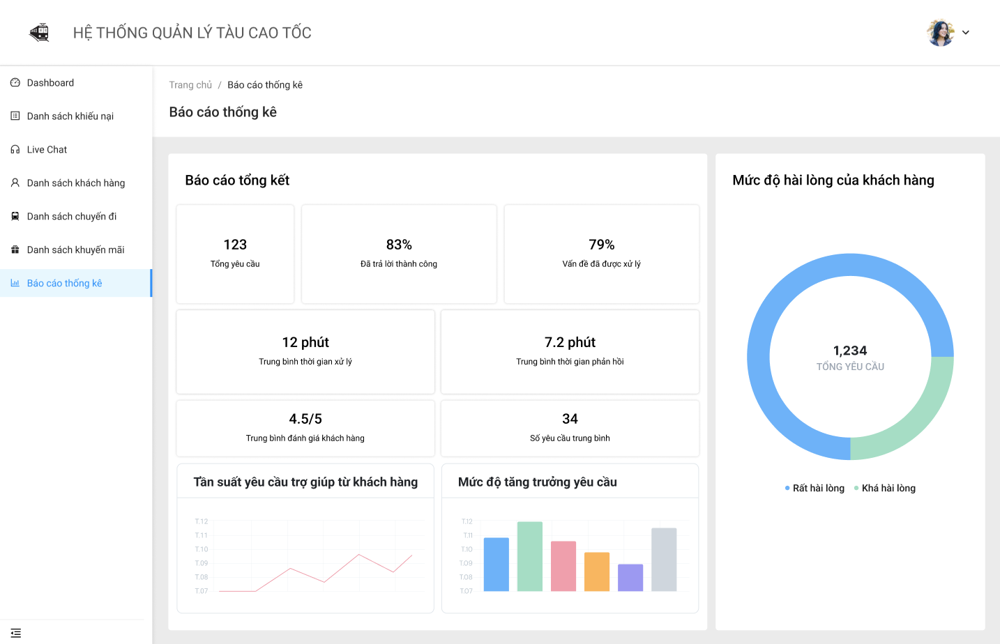 HỆ THỐNG QUẢN LÝ TÀU CAO TỐC
Dashboard
Danh sách khiếu nại
Live Chat
Danh sách khách hàng
Danh sách chuyến đi
Danh sách khuyến mãi
Báo cáo thống kê
Trang chủ / Báo cáo thống kê
Báo cáo thống kê
Báo cáo tổng kết
123
Tổng yêu cầu
83%
Đã trả lời thành công
79%
Vấn đề đã được xử lý
12 phút
Trung bình thời gian xử lý
7.2 phút
Trung bình thời gian phản hồi
4.5/5
Trung bình đánh giá khách hàng
34
Số yêu cầu trung bình
Tần suất yêu cầu trợ giúp từ khách hàng
T.12
T.11
T.10
T.09
T.08
T.07
Mức độ tăng trưởng yêu cầu
T.12
T.11
T.10
T.09
T.08
T.07
Mức độ hài lòng của khách hàng
1,234
TỔNG YÊU CẦU
Rất hài lòng
Khá hài lòng